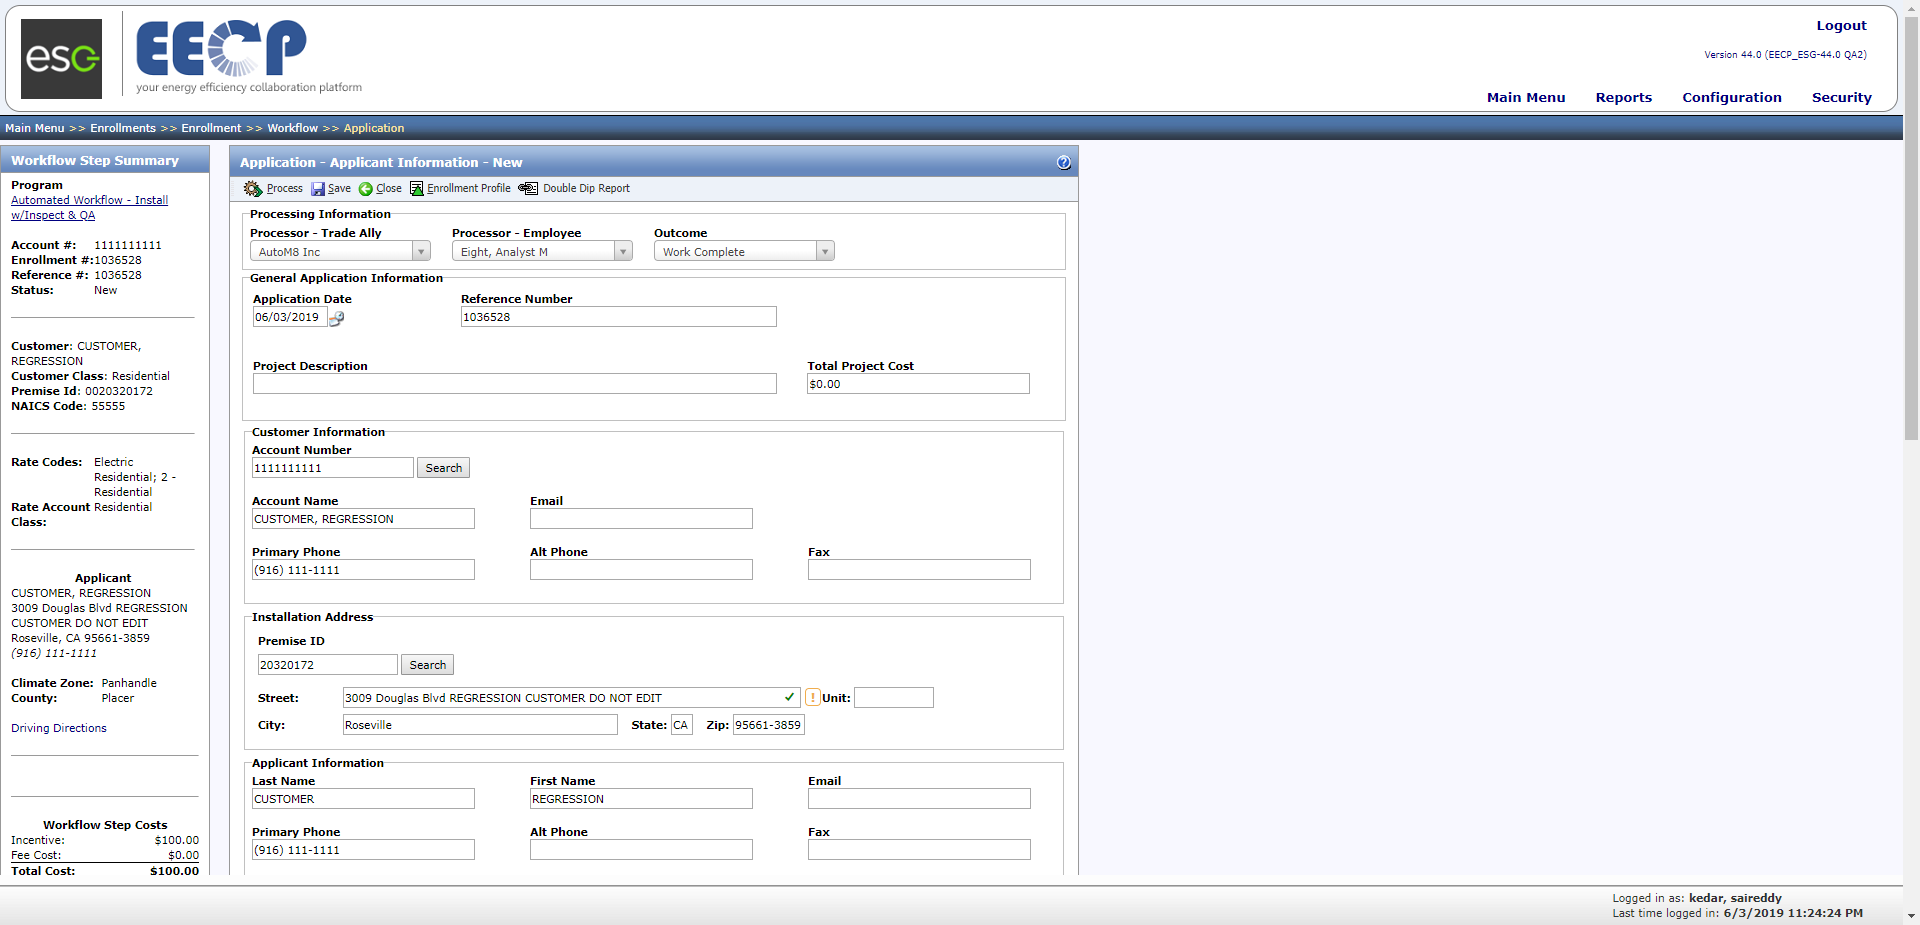 esg
EECP
your energy efficiency collaboration platform
Logout
Version 44.0 (EECP_ESG-44.0 QA2)
Main Menu Reports Configuration Security
Main Menu >> Enrollments >> Enrollment >> Workflow >> Application
Workflow Step Summary
Program
Automated Workflow - Install
w/Inspect & QA
Account #: 1111111111
Enrollment #:1036528
Reference #: 1036528
Status: New
Customer: CUSTOMER,
REGRESSION
Customer Class: Residential
Premise Id: 0020320172
NAICS Code: 55555
Rate Codes: Electric
Residential; 2 -
Residential
Rate Account Residential
Class:
Applicant
CUSTOMER, REGRESSION
3009 Douglas Blvd REGRESSION
CUSTOMER DO NOT EDIT
Roseville, CA 95661-3859
(916) 111-1111
Climate Zone: Panhandle
County: Placer
Driving Directions
Workflow Step Costs
Incentive: $100.00
Fee Cost: $0.00
Total Cost: $100.00
Application - Applicant Information - New
?
Process Save Close Enrollment Profile Double Dip Report
Processing Information
Processor - Trade Ally Processor - Employee Outcome
AutoM8 Inc Eight, Analyst M Work Complete
General Application Information
Application Date Reference Number
06/03/2019 1036528
Project Description Total Project Cost
$0.00
Customer Information
Account Number
1111111111 Search
Account Name Email
CUSTOMER, REGRESSION
Primary Phone Alt Phone Fax
(916) 111-1111
Installation Address
Premise ID
20320172 Search
Street: 3009 Douglas Blvd REGRESSION CUSTOMER DO NOT EDIT ! Unit:
City: Roseville State: CA Zip: 95661-3859
Applicant Information
Last Name First Name Email
CUSTOMER REGRESSION
Primary Phone Alt Phone Fax
(916) 111-1111
Logged in as: kedar, saireddy
Last time logged in: 6/3/2019 11:24:24 PM